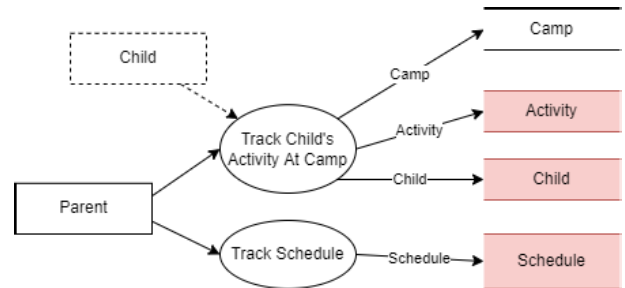 Camp
Child
Camp
Activity
Activity
Track Child's
Activity At Camp
Child
Child
Parent
Track Schedule
Schedule
Schedule